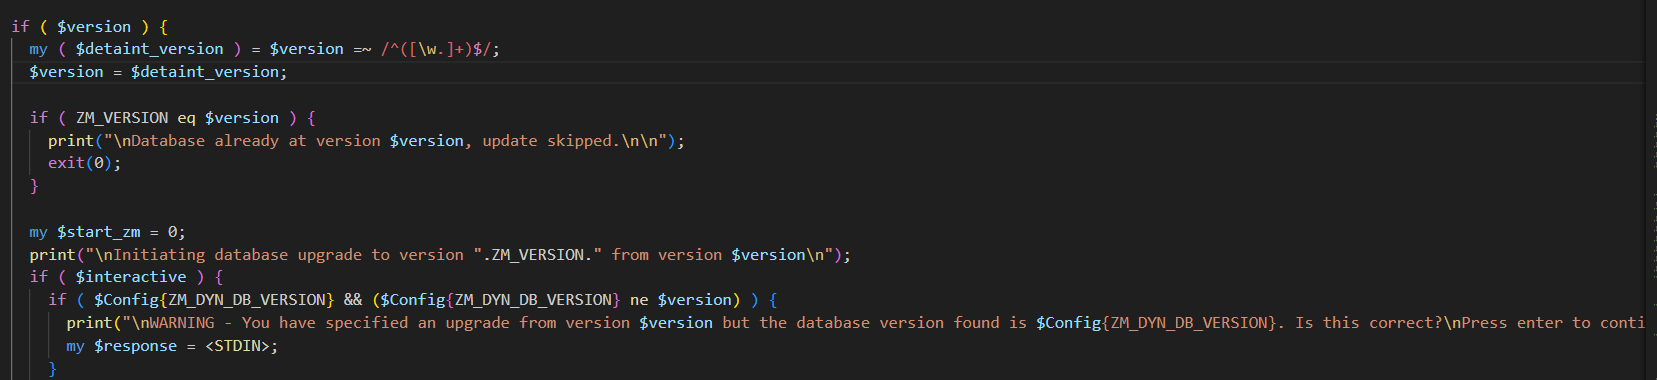 if ( $version ) {
my ( $detaint_version ) = $version =~ /^([\w.]+)$/;
$version = $detaint_version;
if ( ZM_VERSION eq $version ) {
print("\nDatabase already at version $version, update skipped.\n\n");
exit(0);
}
my $start_zm = 0;
print("\nInitiating database upgrade to version ".ZM_VERSION." from version $version\n");
if ( $interactive ) {
if ( $Config{ZM_DYN_DB_VERSION} && ($Config{ZM_DYN_DB_VERSION} ne $version) ) {
print("\nWARNING - You have specified an upgrade from version $version but the database version found is $Config{ZM_DYN_DB_VERSION}. Is this correct?\nPress enter to conti
my $response = <STDIN>;
}